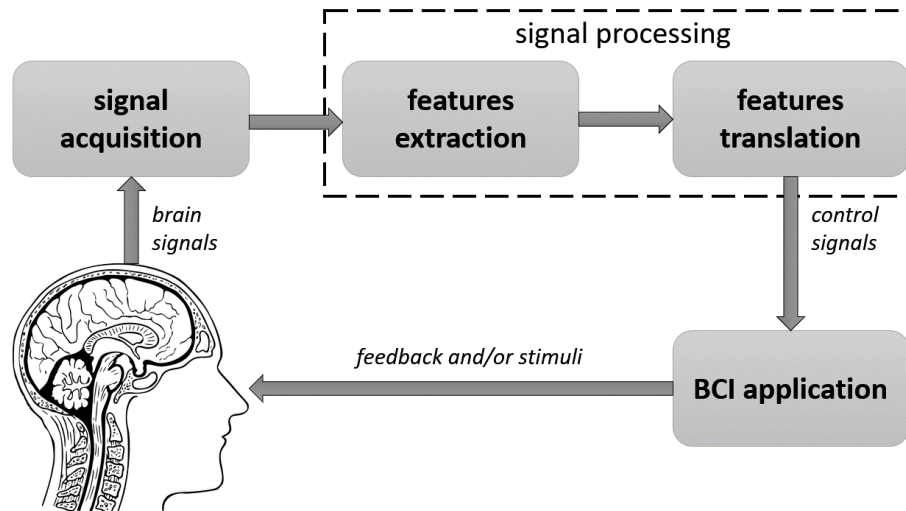 signal processing
signal
acquisition
features
extraction
features
translation
brain
signals
control
signals
feedback and/or stimuli
BCI application